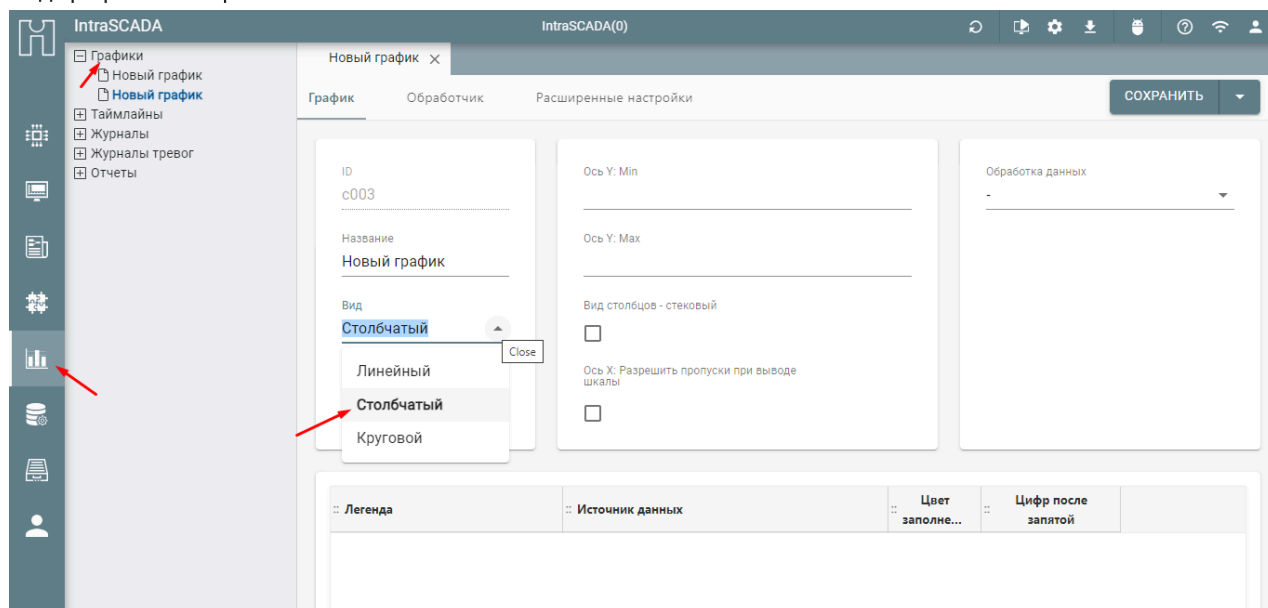 IntraSCADA
IntraSCADA(0)
Графики
Новый график
Новый график
Таймлайны
Журналы
Журналы тревог
Отчеты
Новый график
График
Обработчик
Расширенные настройки
СОХРАНИТЬ
ID
c003
Название
Новый график
Вид
Столбчатый
Close
Линейный
Столбчатый
Круговой
Ось Y: Min
Ось Y: Max
Вид столбцов - стековый
Ось X: Разрешить пропуски при выводе
шкалы
Обработка данных
-
Легенда
Источник данных
Цвет
заполне...
Цифр после
запятой